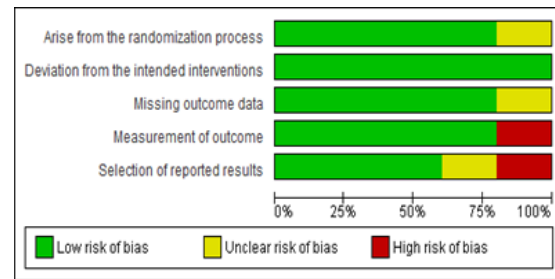 Arise from the randomization process
Deviation from the intended interventions
Missing outcome data
Measurement of outcome
Selection of reported results
0% 25% 50% 75% 100%
Low risk of bias Unclear risk of bias High risk of bias